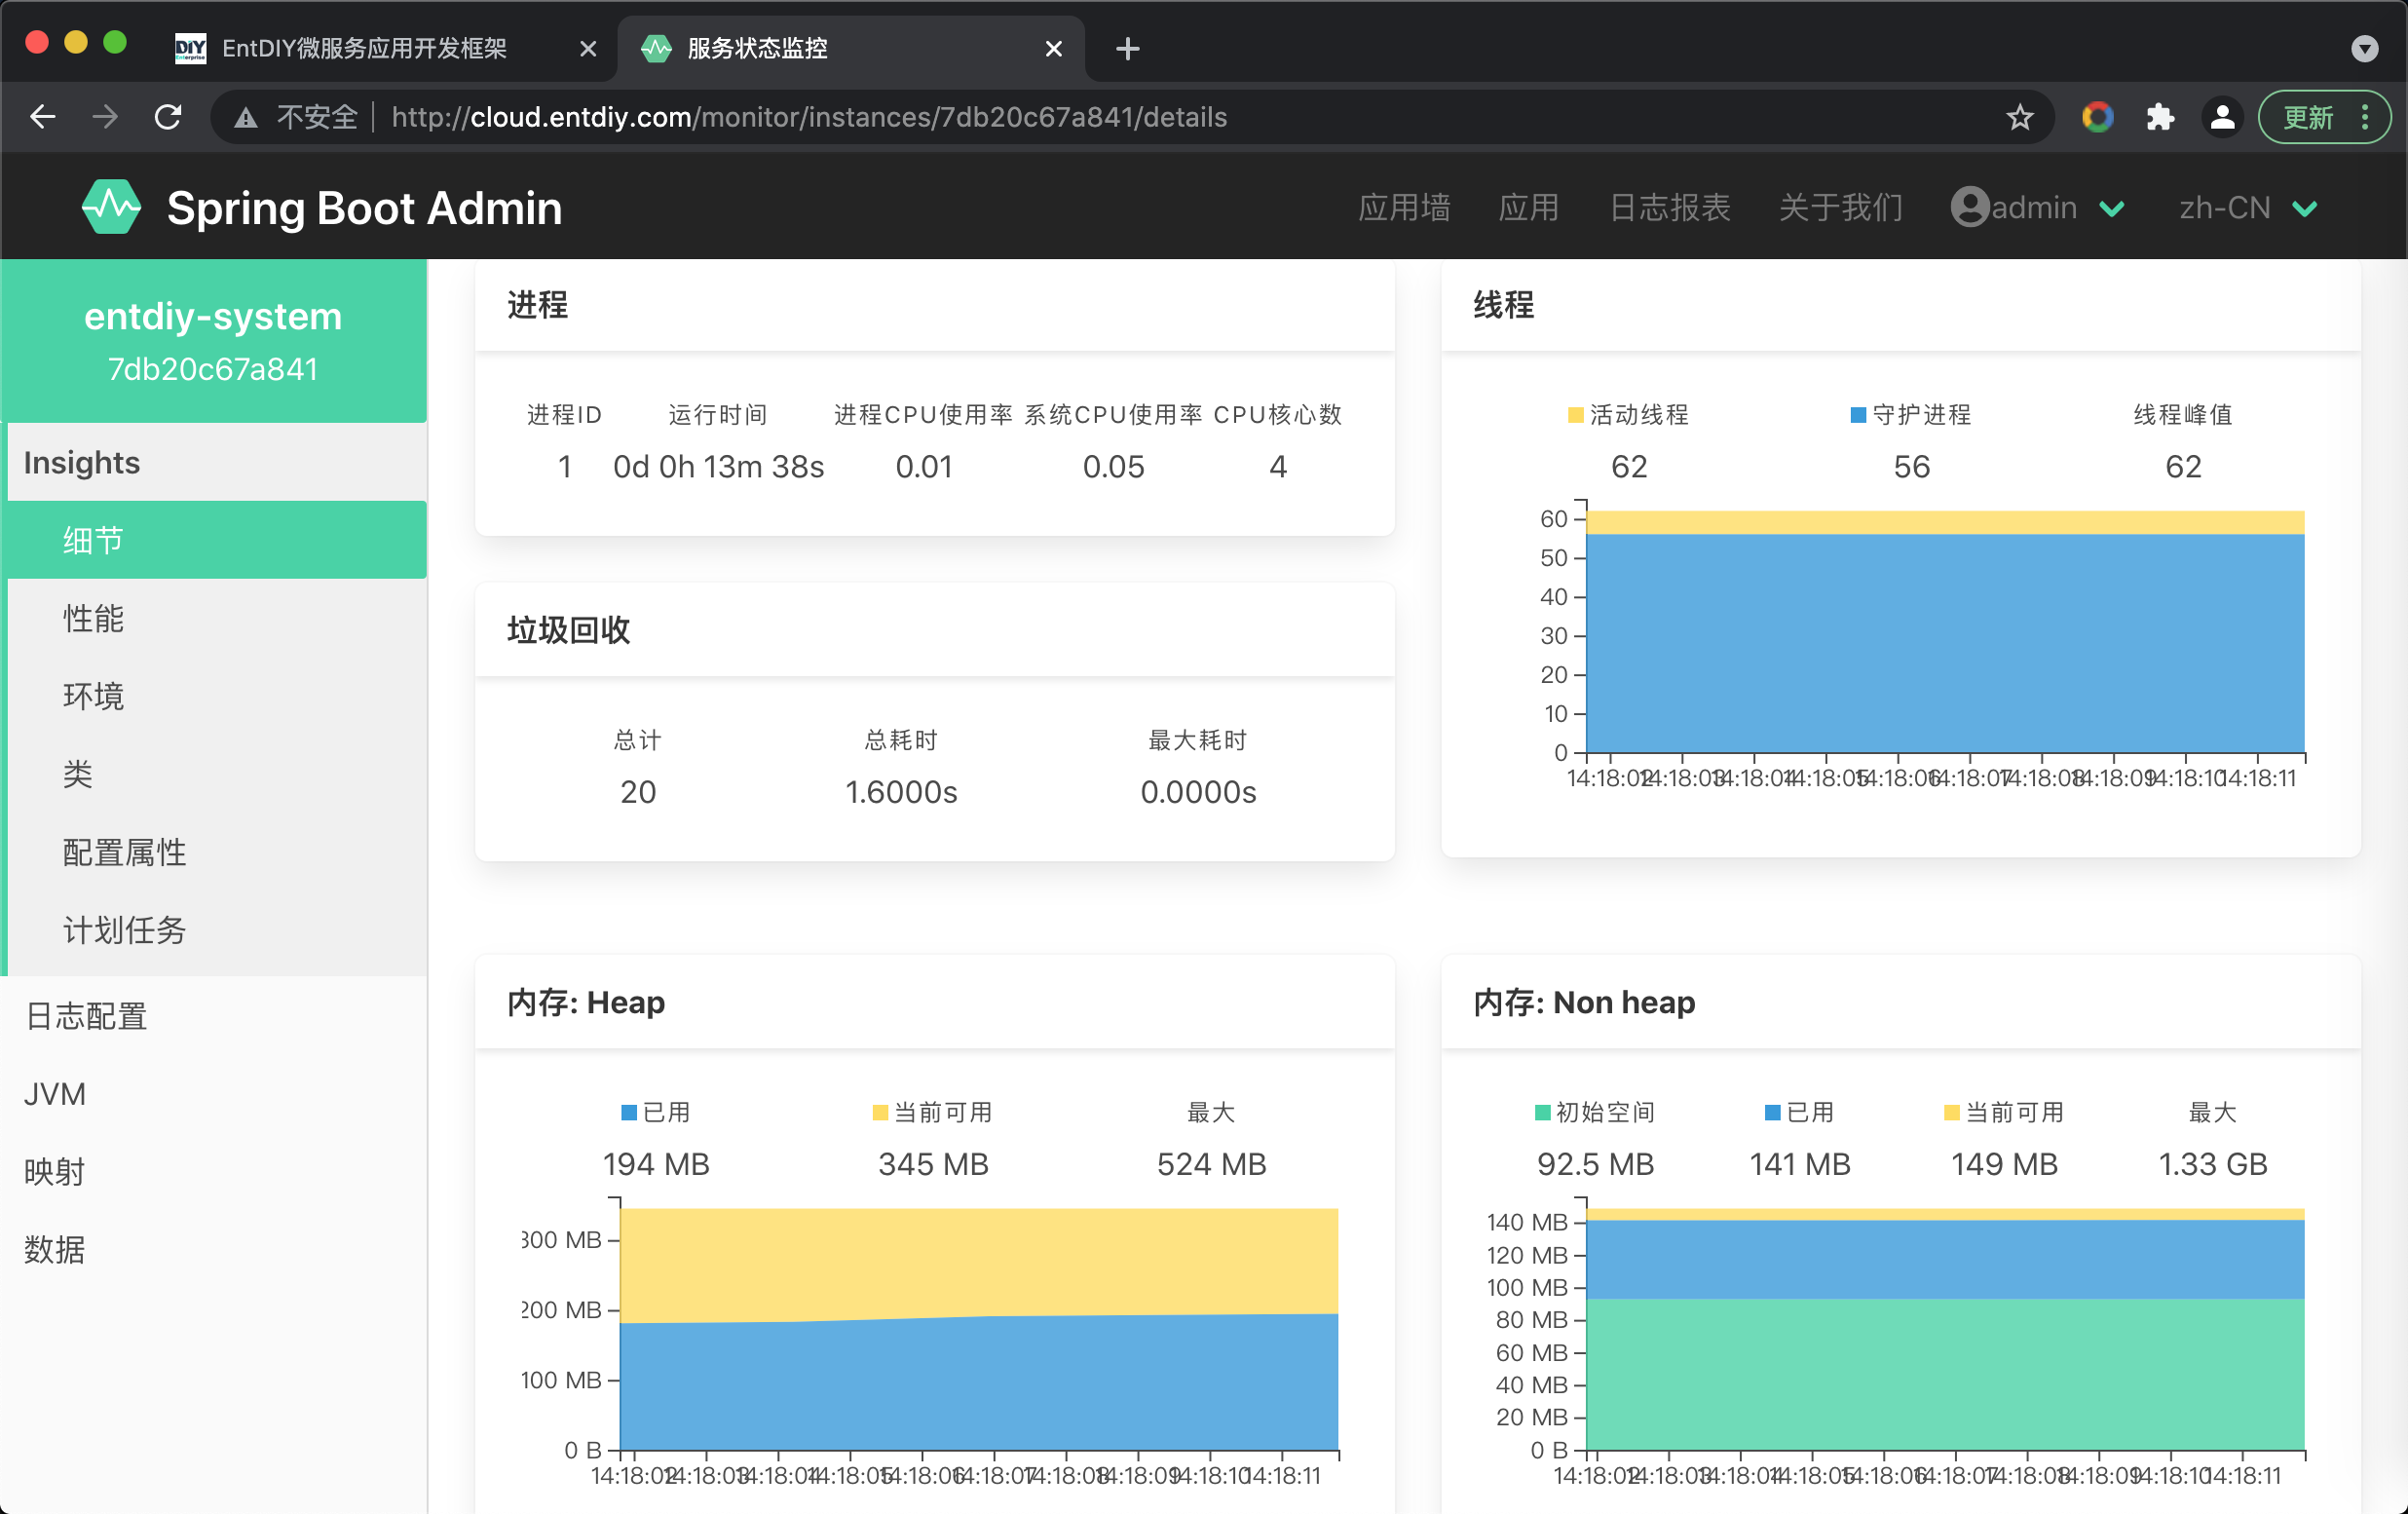 EntDIY微服务应用开发框架
服务状态监控
不安全 http://cloud.entdiy.com/monitor/instances/7db20c67a841/details
更新
Spring Boot Admin
应用墙 应用 日志报表 关于我们 admin zh-CN
entdiy-system
7db20c67a841
Insights
细节
性能
环境
类
配置属性
计划任务
日志配置
JVM
映射
数据
进程
进程ID 运行时间 进程CPU使用率 系统CPU使用率 CPU核心数
1 0d 0h 13m 38s 0.01 0.05 4
垃圾回收
总计 总耗时 最大耗时
20 1.6000s 0.0000s
线程
活动线程 守护进程 线程峰值
62 56 62
60
50
40
30
20
10
0
14:18:02 14:18:03 14:18:04 14:18:05 14:18:06 14:18:07 14:18:08 14:18:09 14:18:10 14:18:11
内存: Heap
已用 当前可用 最大
194 MB 345 MB 524 MB
300 MB
200 MB
100 MB
0 B
14:18:02 14:18:03 14:18:04 14:18:05 14:18:06 14:18:07 14:18:08 14:18:09 14:18:10 14:18:11
内存: Non heap
初始空间 已用 当前可用 最大
92.5 MB 141 MB 149 MB 1.33 GB
140 MB
120 MB
100 MB
80 MB
60 MB
40 MB
20 MB
0 B
14:18:02 14:18:03 14:18:04 14:18:05 14:18:06 14:18:07 14:18:08 14:18:09 14:18:10 14:18:11